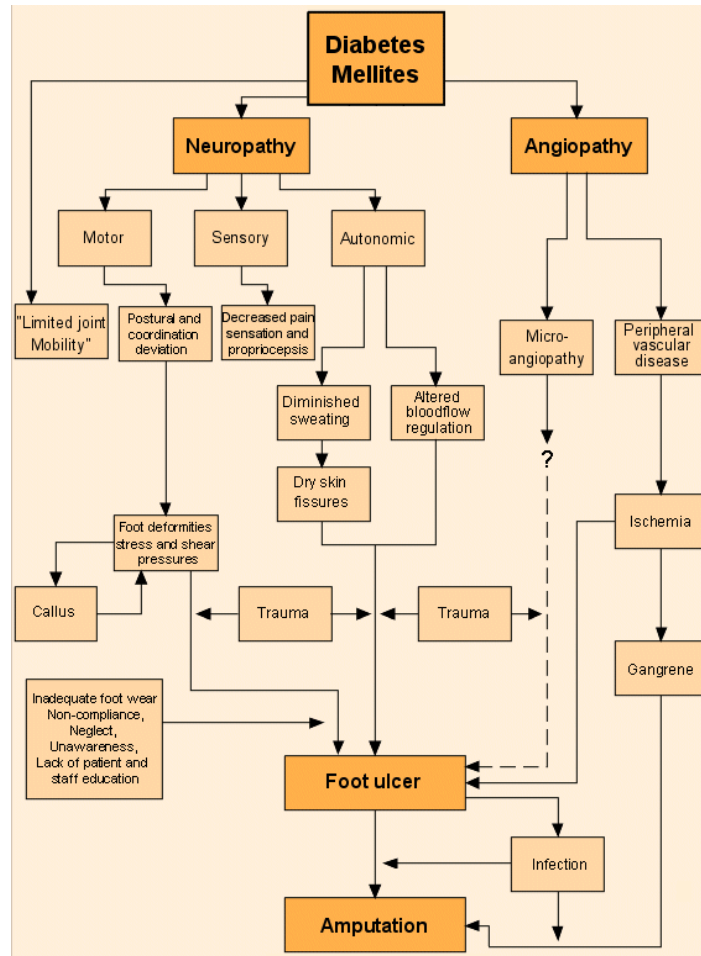 Diabetes
Mellites
Neuropathy
Angiopathy
Motor
Sensory
Autonomic
"Limited joint
Mobility"
Postural and
coordination
deviation
Decreased pain
sensation and
propriocepsis
Micro-
angiopathy
Peripheral
vascular
disease
Diminished
sweating
Altered
bloodflow
regulation
?
Dry skin
fissures
Ischemia
Foot deformities
stress and shear
pressures
Callus
Trauma
Trauma
Gangrene
Inadequate foot wear
Non-compliance,
Neglect,
Unawareness,
Lack of patient and
staff education
Foot ulcer
Infection
Amputation